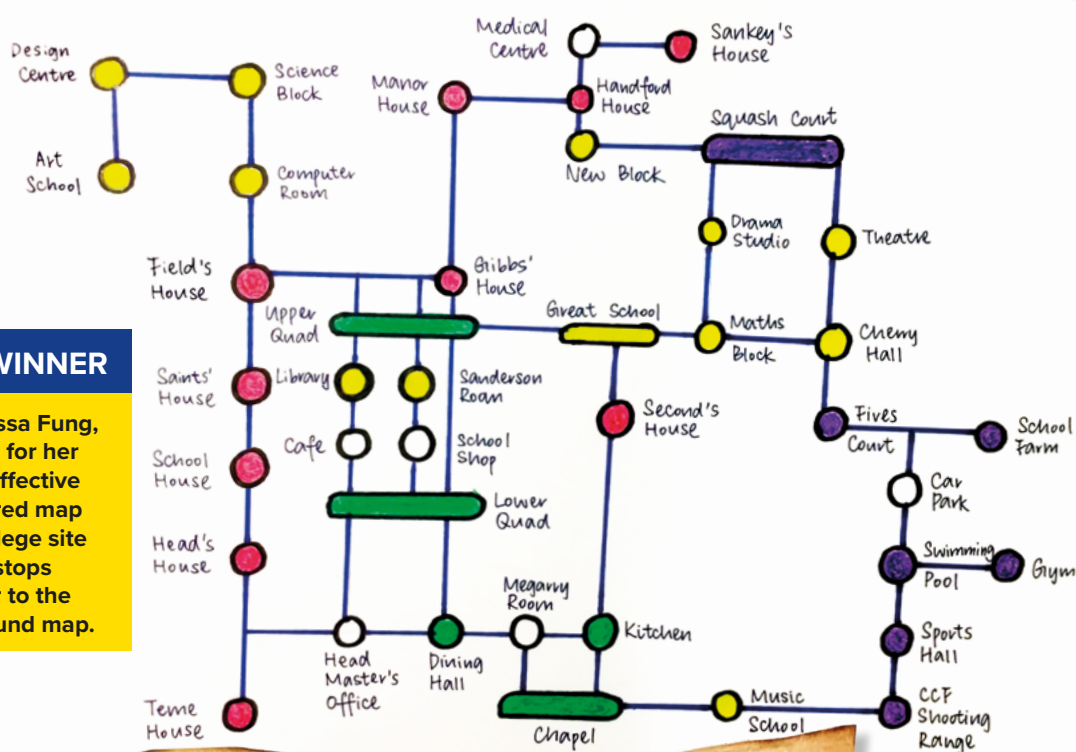 Design
Centre
Science
Block
Art
School
Computer
Room
Manor
House
Medical
Centre
Sankey's
House
Handford
House
New Block
Squash Court
Drama
Studio
Theatre
Field's
House
Gibbs'
House
Upper
Quad
Great School
Maths
Block
Cherry
Hall
Saints'
House
Library
Sanderson
Room
Second's
House
Fives
Court
School
Farm
School
House
Cafe
School
Shop
Car
Park
Lower
Quad
Head's
House
Swimming
Pool
Gym
Megarry
Room
Kitchen
Sports
Hall
Head
Master's
Office
Dining
Hall
Teme
House
Chapel
Music
School
CCF
Shooting
Range
WINNER
ssa Fung,
for her
ffective
red map
lege site
stops
r to the
und map.